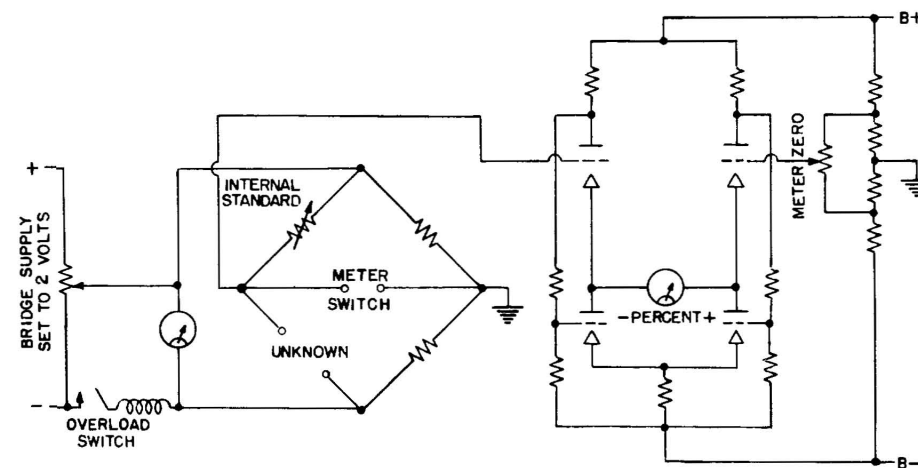 B+
METER ZERO
INTERNAL
STANDARD
+
BRIDGE SUPPLY
SET TO 2 VOLTS
METER
SWITCH
-PERCENT+
UNKNOWN
-
OVERLOAD
SWITCH
B-